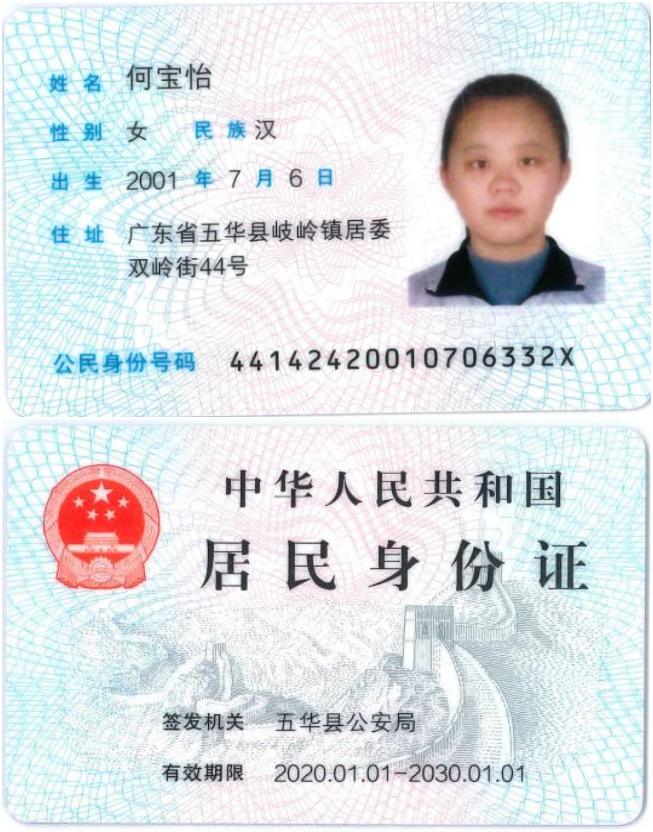 姓名 何宝怡
性别 女 民族 汉
出生 2001 年 7 月 6 日
住址 广东省五华县岐岭镇居委
双岭街44号
公民身份号码 44142420010706332X
中华人民共和国
居民身份证
签发机关 五华县公安局
有效期限 2020.01.01-2030.01.01